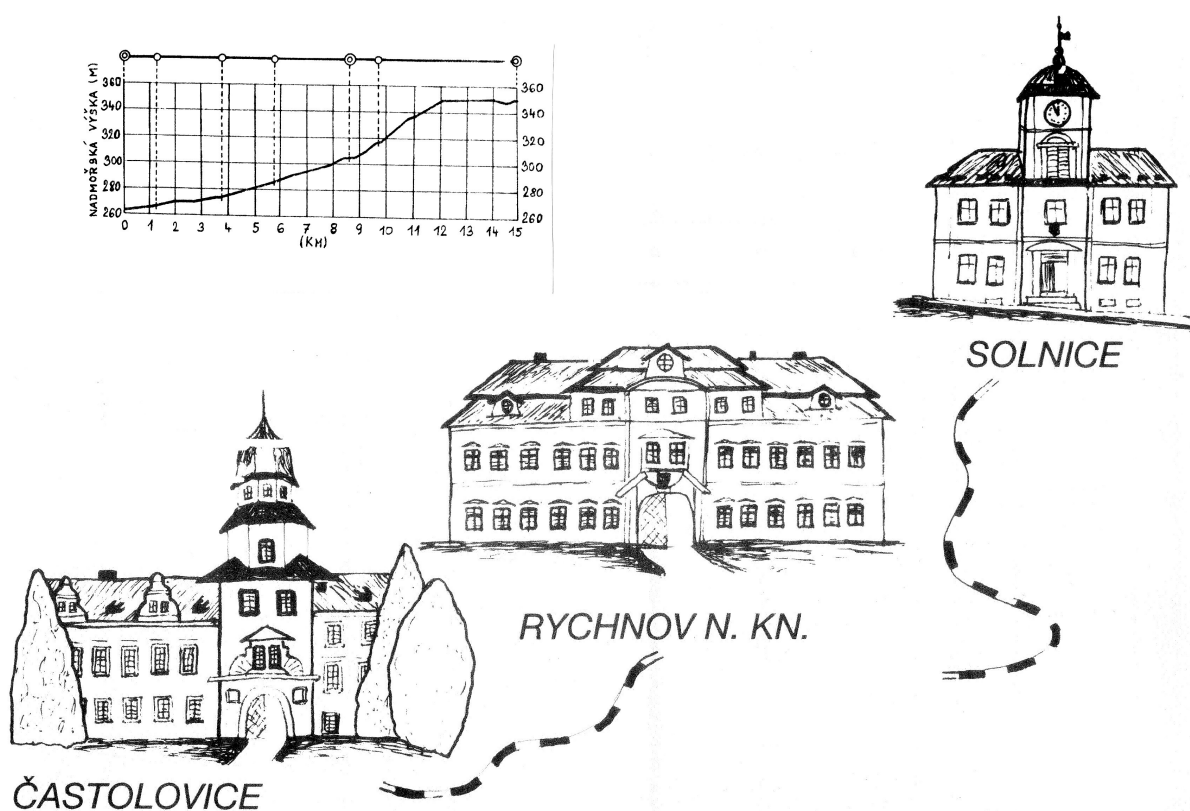 NADMOŘSKÁ VÝŠKA (M)
360
340
320
300
280
260
360
340
320
300
280
260
0 1 2 3 4 5 6 7 8 9 10 11 12 13 14 15
(KM)
SOLNICE
RYCHNOV N. KN.
ČASTOLOVICE